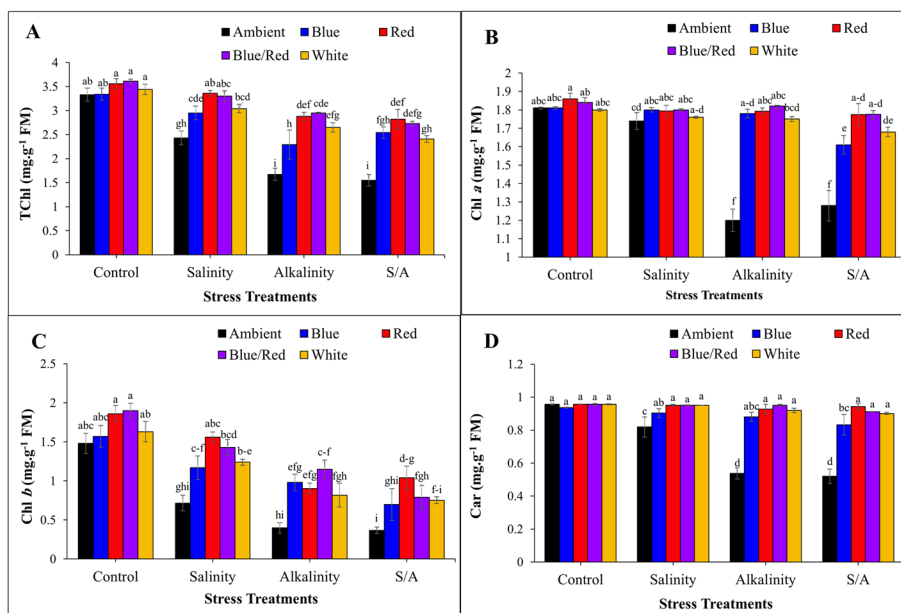 A
Ambient Blue Red
Blue/Red White
TChl (mg.g-1 FM)
4
3.5
3
2.5
2
1.5
1
0.5
0
ab ab a a a
gh cde abc abc bcd
i h def cde efg
i fgh def defg gh
Control Salinity Alkalinity S/A
Stress Treatments
B
Ambient Blue Red
Blue/Red White
Chl a (mg.g-1 FM)
2
1.9
1.8
1.7
1.6
1.5
1.4
1.3
1.2
1.1
1
abc abc a ab abc
cd abc abc abc a-d
f a-d abc abc bcd
f e a-d a-d de
Control Salinity Alkalinity S/A
Stress Treatments
C
Ambient Blue Red
Blue/Red White
Chl b (mg.g-1 FM)
2.5
2
1.5
1
0.5
0
abc abc a a ab
ghi c-f abc bcd b-e
hi efg efg c-f fgh
i ghi d-g fgh f-i
Control Salinity Alkalinity S/A
Stress Treatments
D
Ambient Blue Red
Blue/Red White
Car (mg.g-1 FM)
1.2
1
0.8
0.6
0.4
0.2
0
a a a a a
c ab a a a
d abc a a a
d bc a a a
Control Salinity Alkalinity S/A
Stress Treatments